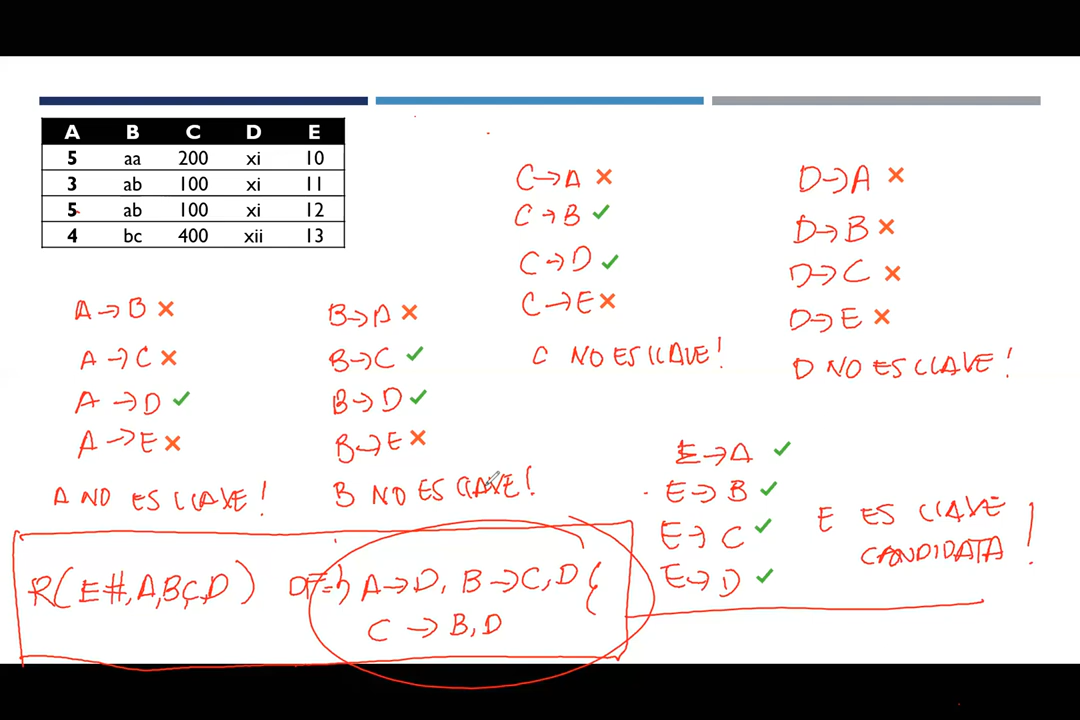 A B C D E
5 aa 200 xi 10
3 ab 100 xi 11
5 ab 100 xi 12
4 bc 400 xii 13
A → B ✕
A → C ✕
A → D ✓
A → E ✕
A NO ES CLAVE!
B → A ✕
B → C ✓
B → D ✓
B → E ✕
B NO ES CLAVE!
C → A ✕
C → B ✓
C → D ✓
C → E ✕
C NO ES CLAVE!
D → A ✕
D → B ✕
D → C ✕
D → E ✕
D NO ES CLAVE!
E → A ✓
E → B ✓
E → C ✓
E → D ✓
E ES CLAVE
CANDIDATA!
R(E#,A,B,C,D) DF={ A → D, B → C,D {
C → B,D